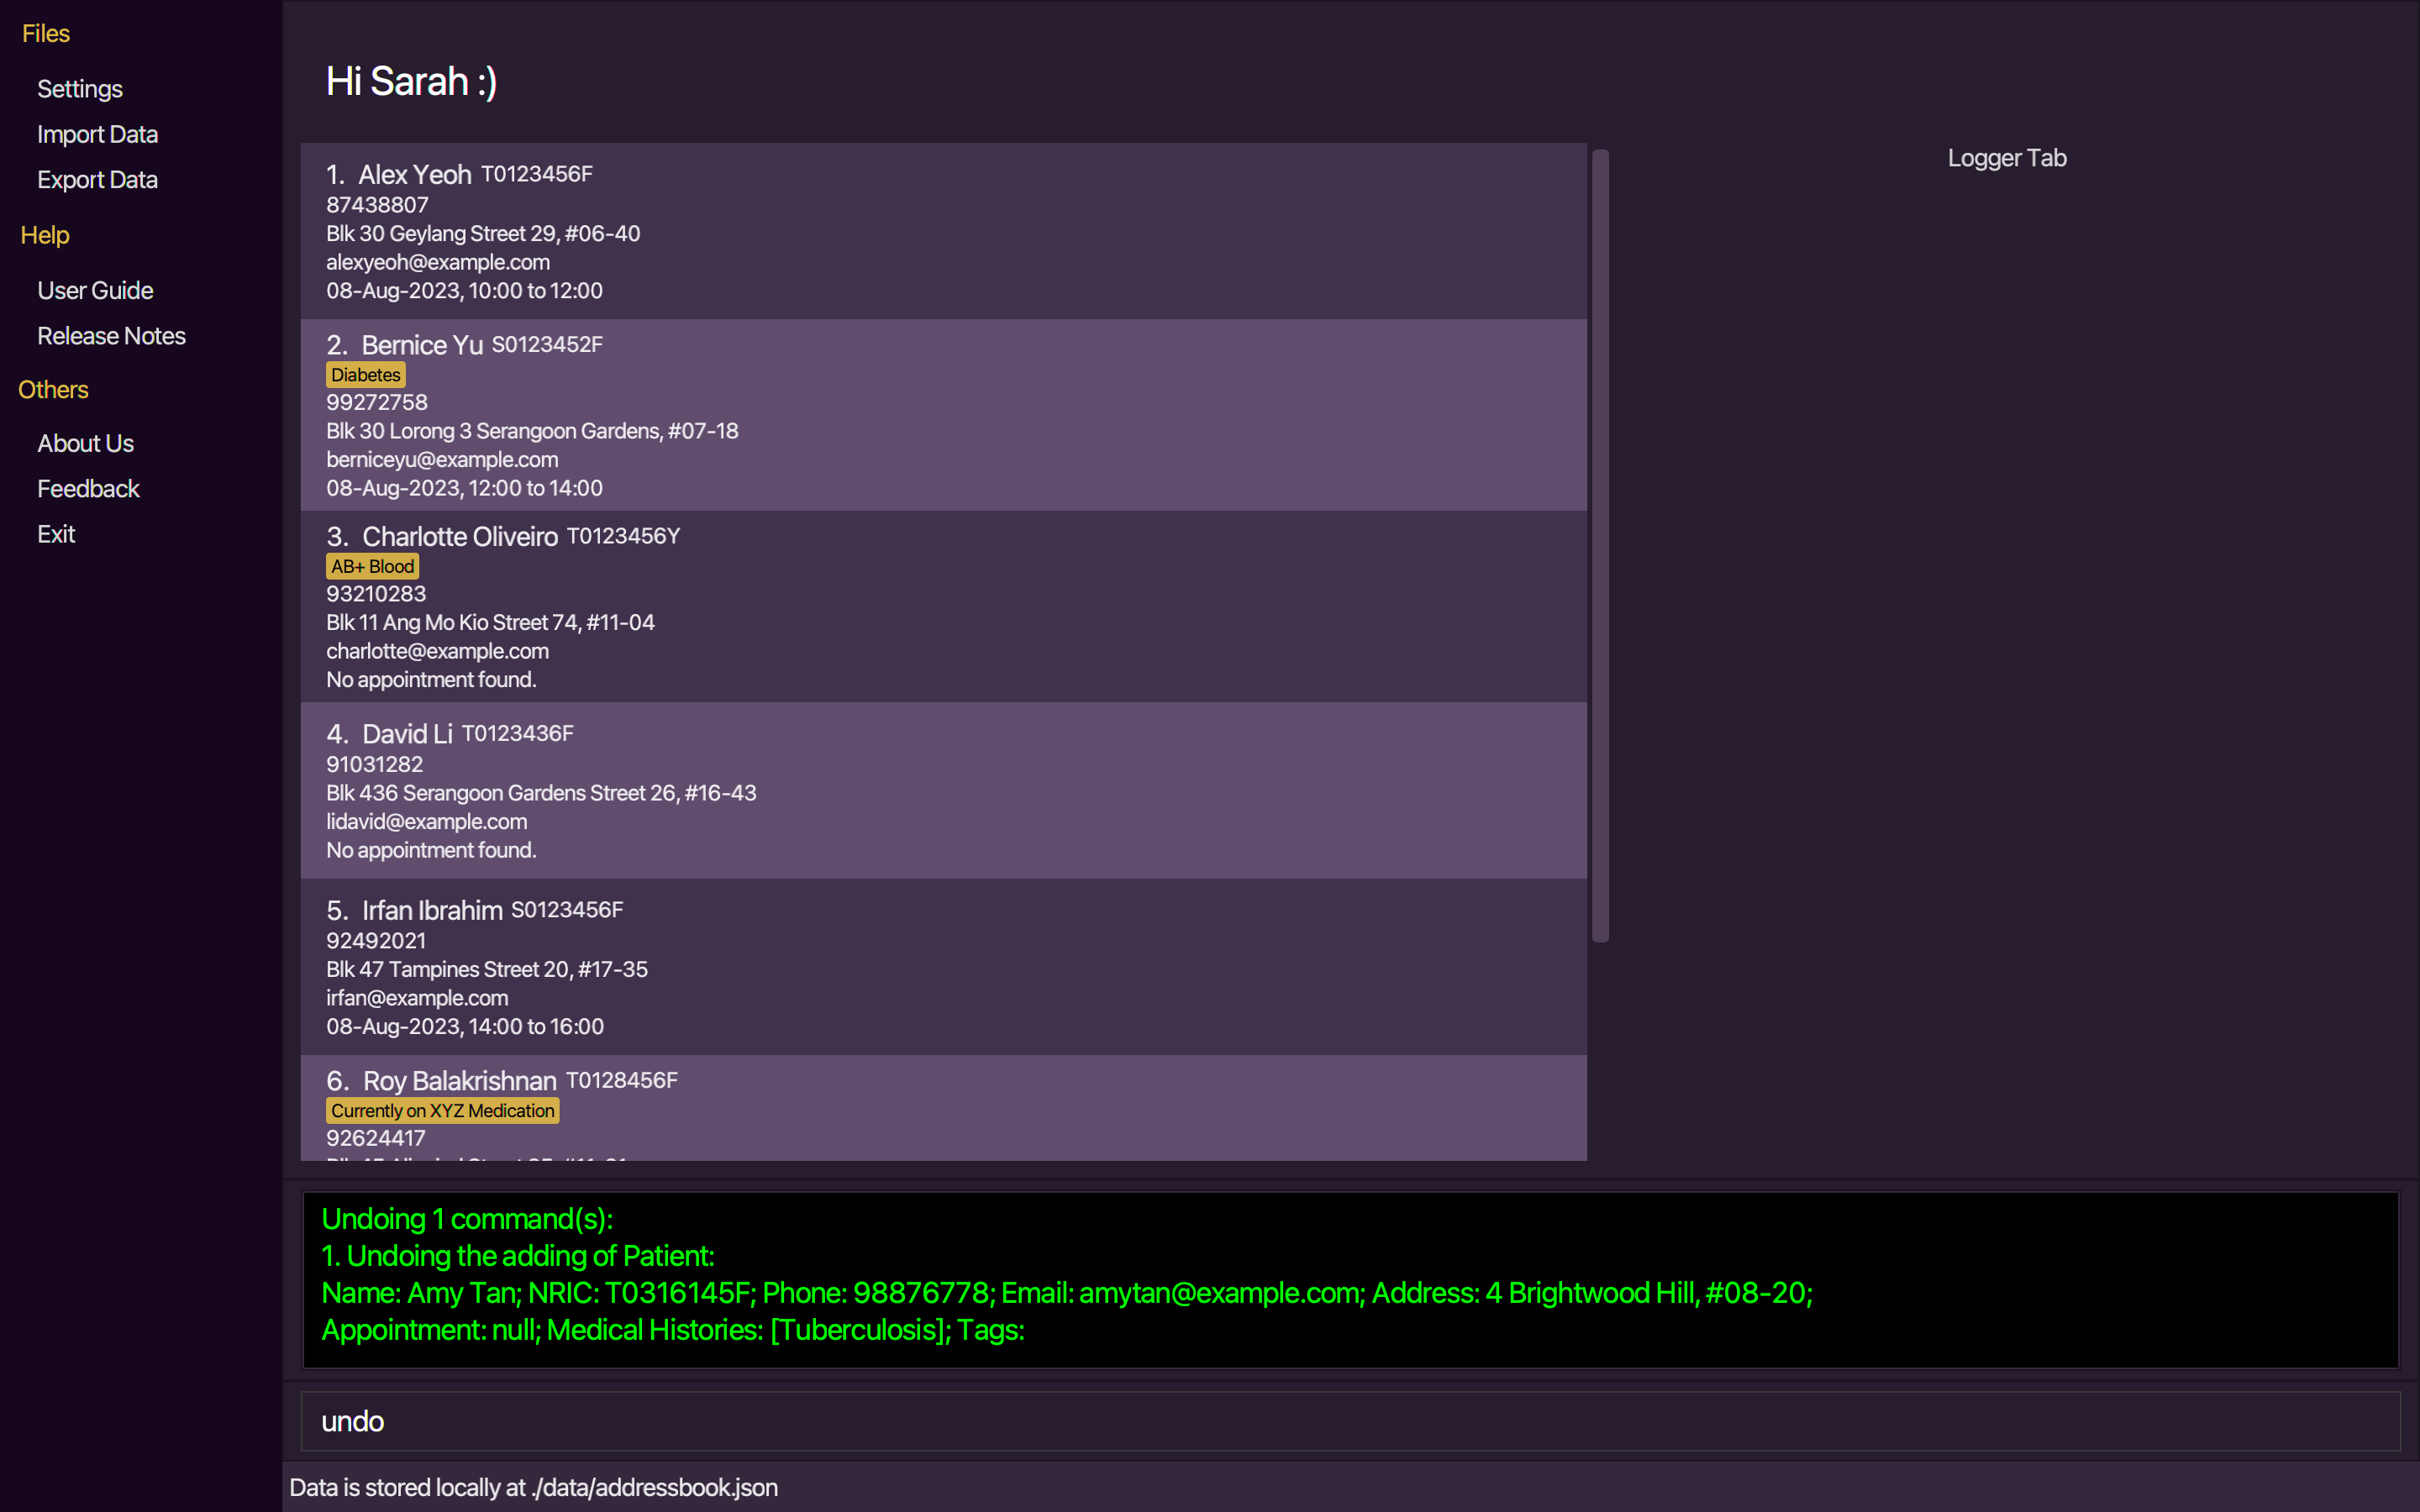 Files
Settings
Import Data
Export Data
Help
User Guide
Release Notes
Others
About Us
Feedback
Exit
Hi Sarah :)
1. Alex Yeoh T0123456F
87438807
Blk 30 Geylang Street 29, #06-40
alexyeoh@example.com
08-Aug-2023, 10:00 to 12:00
2. Bernice Yu S0123452F
Diabetes
99272758
Blk 30 Lorong 3 Serangoon Gardens, #07-18
berniceyu@example.com
08-Aug-2023, 12:00 to 14:00
3. Charlotte Oliveiro T0123456Y
AB+ Blood
93210283
Blk 11 Ang Mo Kio Street 74, #11-04
charlotte@example.com
No appointment found.
4. David Li T0123436F
91031282
Blk 436 Serangoon Gardens Street 26, #16-43
lidavid@example.com
No appointment found.
5. Irfan Ibrahim S0123456F
92492021
Blk 47 Tampines Street 20, #17-35
irfan@example.com
08-Aug-2023, 14:00 to 16:00
6. Roy Balakrishnan T0128456F
Currently on XYZ Medication
92624417
Logger Tab
Undoing 1 command(s):
1. Undoing the adding of Patient:
Name: Amy Tan; NRIC: T0316145F; Phone: 98876778; Email: amytan@example.com; Address: 4 Brightwood Hill, #08-20;
Appointment: null; Medical Histories: [Tuberculosis]; Tags:
undo
Data is stored locally at ./data/addressbook.json